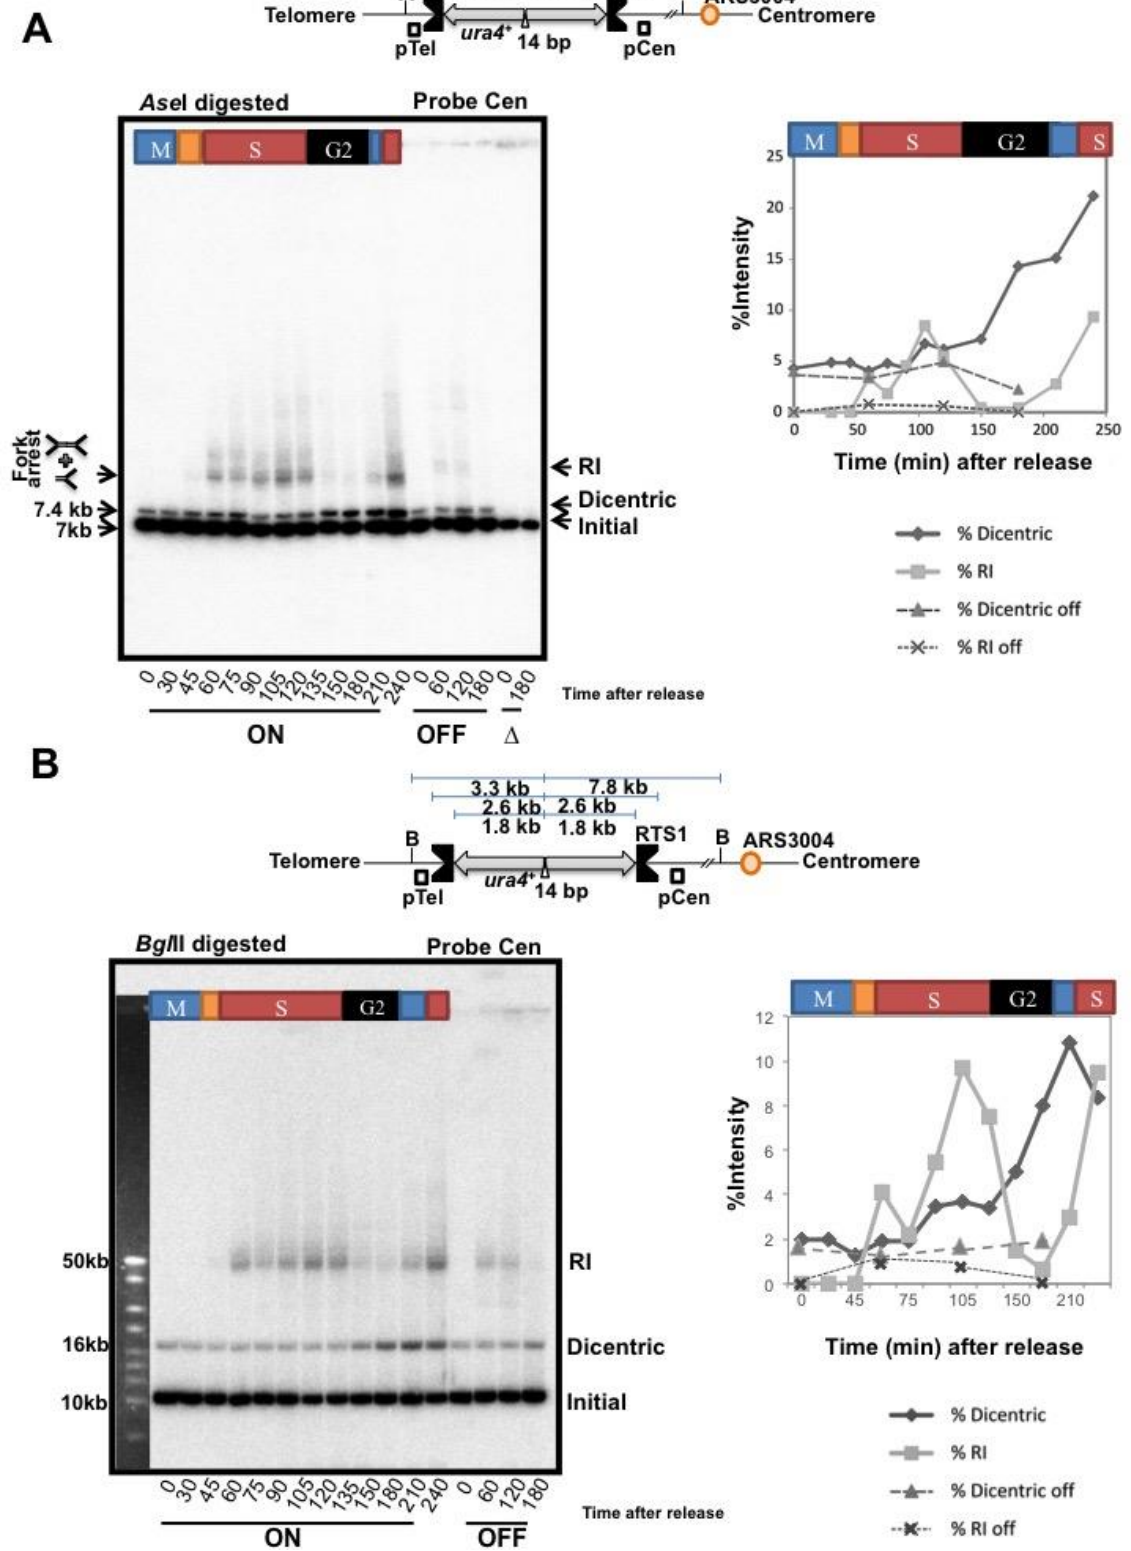 A
ARS3004
Telomere
Centromere
ura4+
14 bp
pTel
pCen
AseI digested
Probe Cen
M
S
G2
Fork arrest
+
7.4 kb
7kb
RI
Dicentric
Initial
0 30 45 60 75 90 105 120 135 150 180 210 240 0 60 120 180 0 180
Time after release
ON
OFF
Δ
M
S
G2
S
25
20
15
10
5
0
%Intensity
0 50 100 150 200 250
Time (min) after release
% Dicentric
% RI
% Dicentric off
% RI off
B
3.3 kb
7.8 kb
2.6 kb
2.6 kb
1.8 kb
1.8 kb
RTS1
B
B
ARS3004
Telomere
Centromere
ura4+
14 bp
pTel
pCen
BglII digested
Probe Cen
M
S
G2
50kb
16kb
10kb
RI
Dicentric
Initial
0 30 45 60 75 90 105 120 135 150 180 210 240 0 60 120 180
Time after release
ON
OFF
M
S
G2
S
12
10
8
6
4
2
0
%Intensity
0 45 75 105 150 210
Time (min) after release
% Dicentric
% RI
% Dicentric off
% RI off